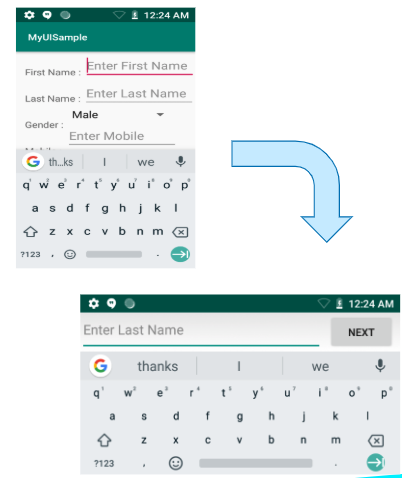 12:24 AM
MyUISample
First Name : Enter First Name
Last Name : Enter Last Name
Gender : Male
Enter Mobile
G th...ks I we
q1 w2 e3 r4 t5 y6 u7 i8 o9 p0
a s d f g h j k l
z x c v b n m
?123 , .
12:24 AM
Enter Last Name NEXT
G thanks I we
q1 w2 e3 r4 t5 y6 u7 i8 o9 p0
a s d f g h j k l
z x c v b n m
?123 , .